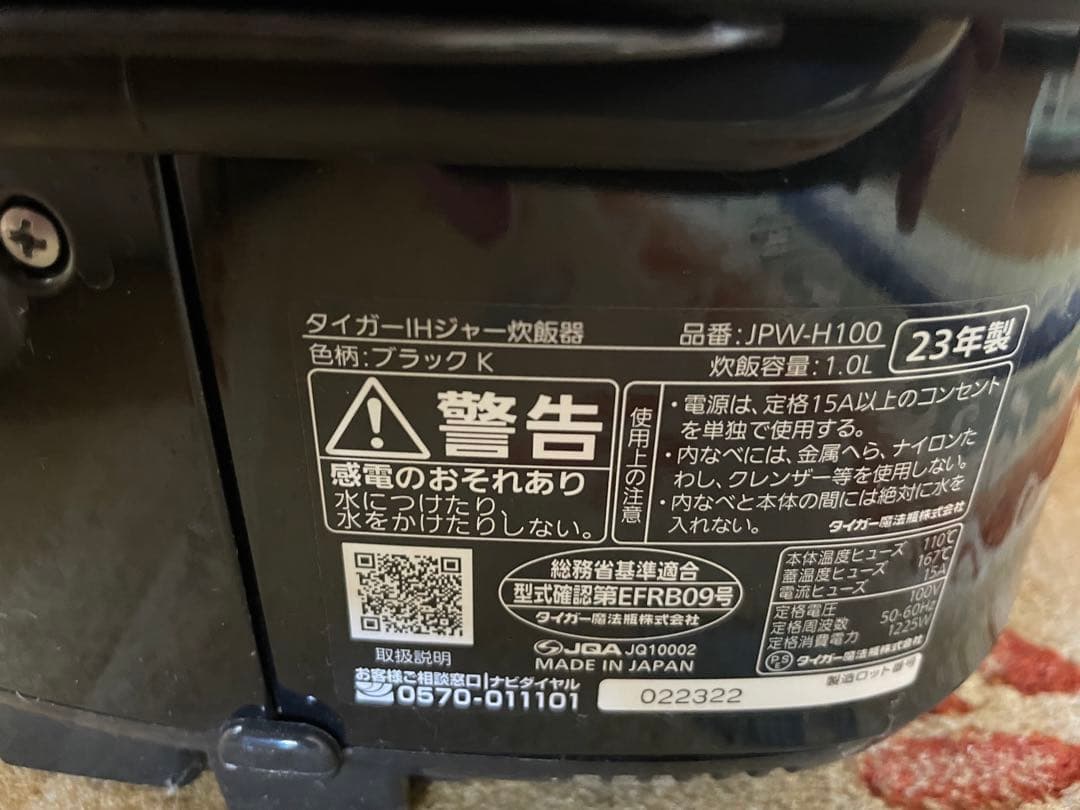 タイガーIHジャー炊飯器 品番:JPW-H100
色柄:ブラック K 炊飯容量:1.0L
23年製
警告
感電のおそれあり
水につけたり、
水をかけたりしない。
使用上の注意
・電源は、定格15A以上のコンセント
を単独で使用する。
・内なべには、金属へら、ナイロンた
わし、クレンザー等を使用しない。
・内なべと本体の間には絶対に水を
入れない。
タイガー魔法瓶株式会社
取扱説明
お客様ご相談窓口 ナビダイヤル
0570-011101
総務省基準適合
型式確認第EFRB09号
タイガー魔法瓶株式会社
JQA JQ10002
MADE IN JAPAN
本体温度ヒューズ 110℃
蓋温度ヒューズ 167℃
電流ヒューズ 15A
定格電圧 100V
定格周波数 50-60Hz
定格消費電力 1225W
PS タイガー魔法瓶株式会社
製造ロット番号
022322